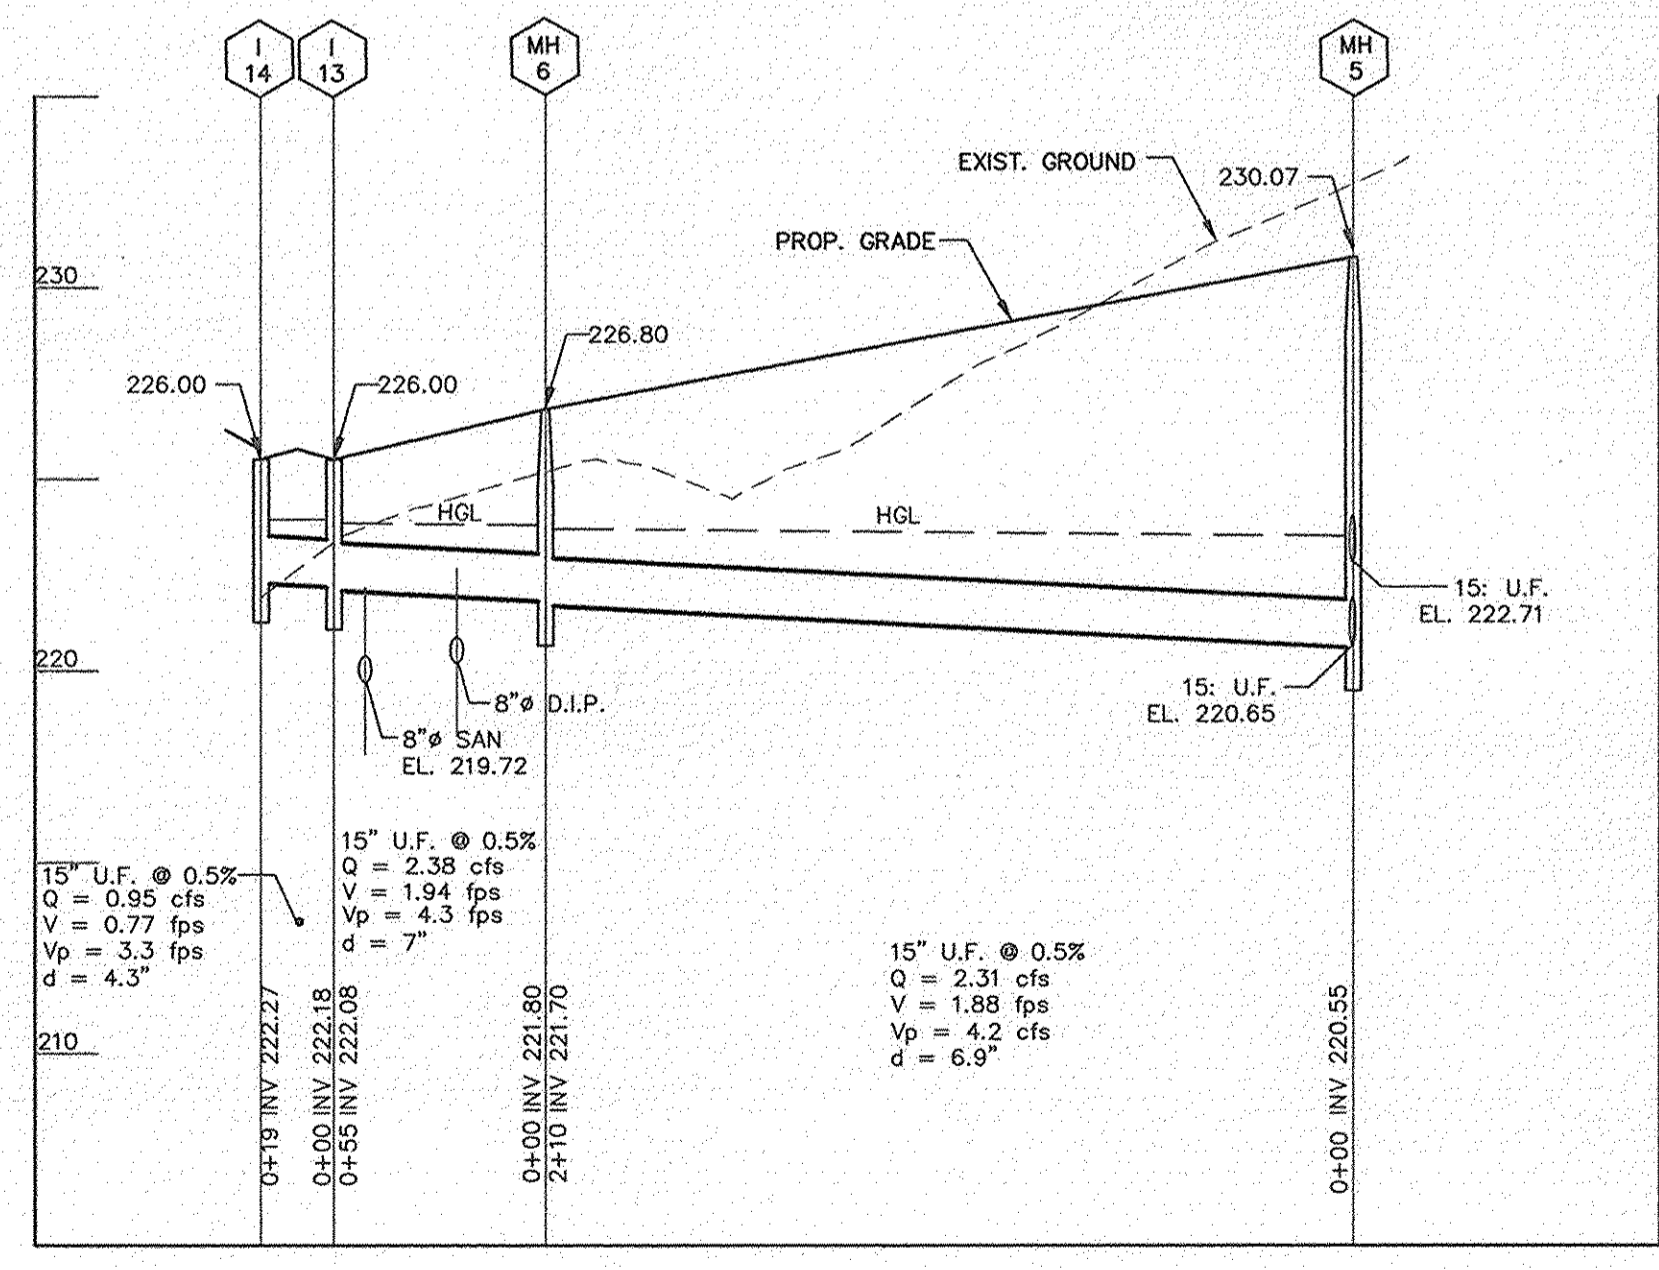 I
14
I
13
MH
6
MH
5
EXIST. GROUND
230.07
PROP. GRADE
230
226.80
226.00
226.00
HGL
HGL
15: U.F.
EL. 222.71
220
15: U.F.
EL. 220.65
8"ø D.I.P.
8"ø SAN
EL. 219.72
15" U.F. @ 0.5%
Q = 0.95 cfs
V = 0.77 fps
Vp = 3.3 fps
d = 4.3"
15" U.F. @ 0.5%
Q = 2.38 cfs
V = 1.94 fps
Vp = 4.3 fps
d = 7"
15" U.F. @ 0.5%
Q = 2.31 cfs
V = 1.88 fps
Vp = 4.2 cfs
d = 6.9"
210
0+19 INV 222.27
0+00 INV 222.18
0+55 INV 222.08
0+00 INV 221.80
2+10 INV 221.70
0+00 INV 220.55